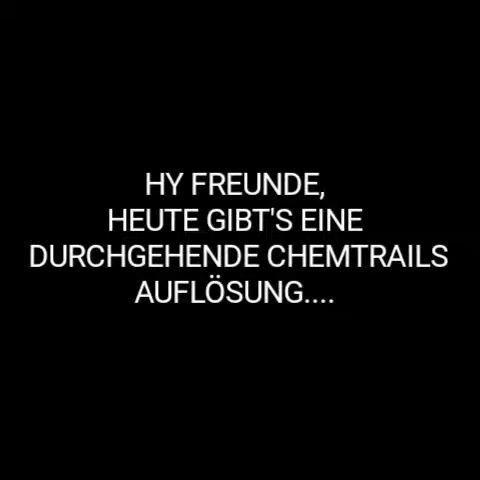 HY FREUNDE,
HEUTE GIBT'S EINE
DURCHGEHENDE CHEMTRAILS
AUFLÖSUNG....